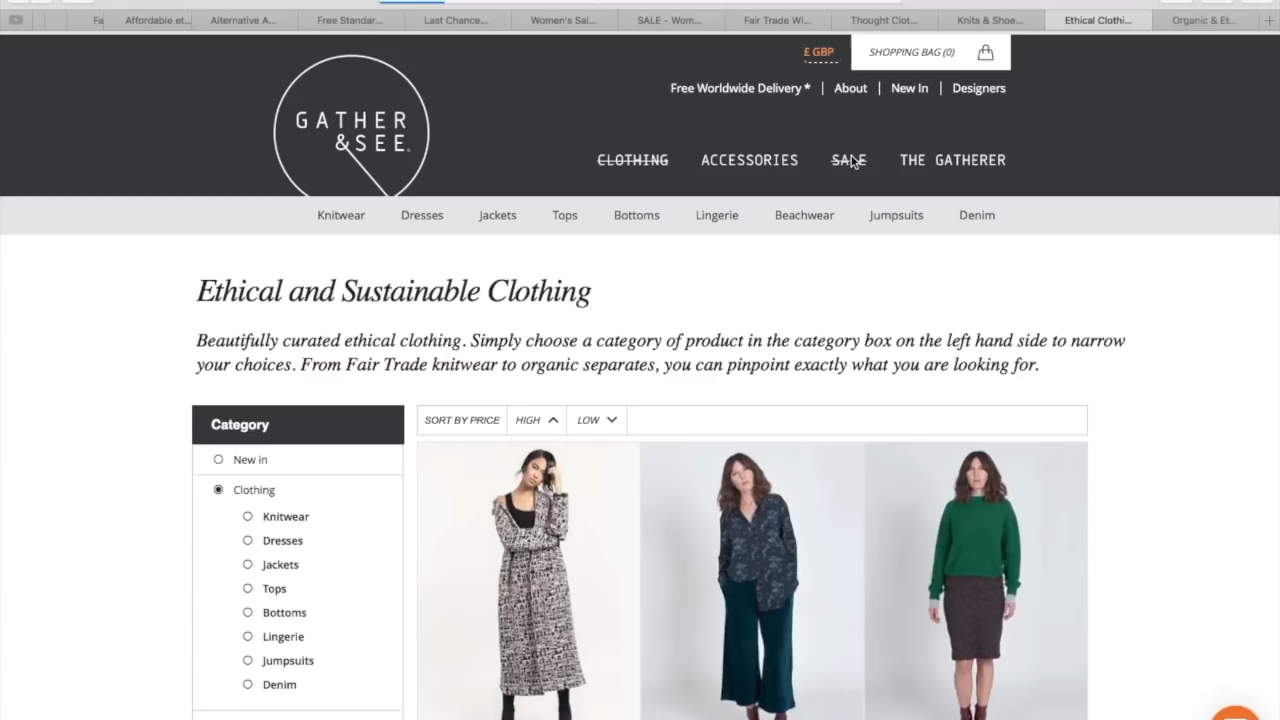 Fa
Affordable et...
Alternative A...
Free Standar...
Last Chance...
Women's Sal...
SALE - Wom...
Fair Trade Wi...
Thought Clot...
Knits & Shoe...
Ethical Clothi...
Organic & Et...
£ GBP
SHOPPING BAG (0)
Free Worldwide Delivery * | About | New In | Designers
GATHER
&SEE.
CLOTHING ACCESSORIES SALE THE GATHERER
Knitwear Dresses Jackets Tops Bottoms Lingerie Beachwear Jumpsuits Denim
Ethical and Sustainable Clothing
Beautifully curated ethical clothing. Simply choose a category of product in the category box on the left hand side to narrow
your choices. From Fair Trade knitwear to organic separates, you can pinpoint exactly what you are looking for.
Category
SORT BY PRICE HIGH LOW
New in
Clothing
Knitwear
Dresses
Jackets
Tops
Bottoms
Lingerie
Jumpsuits
Denim